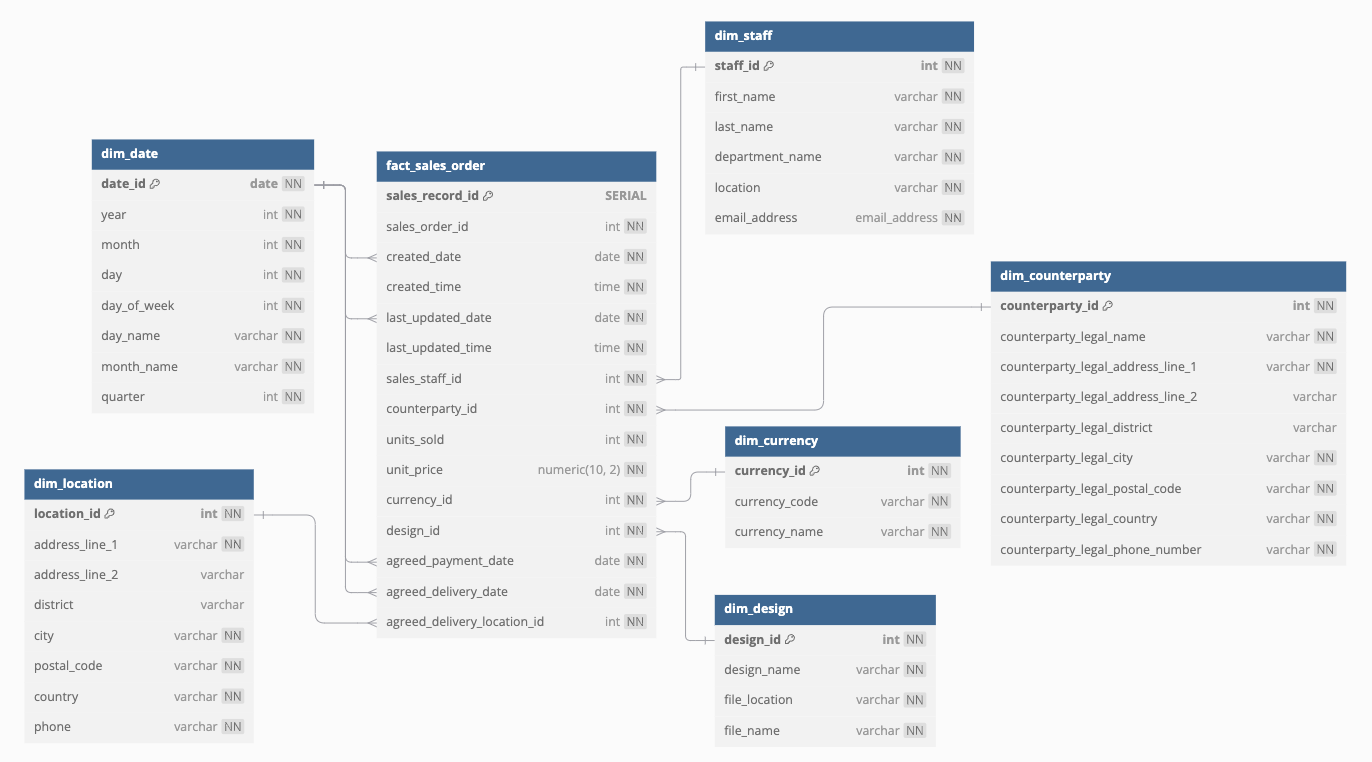 dim_staff
staff_id int NN
first_name varchar NN
last_name varchar NN
department_name varchar NN
location varchar NN
email_address email_address NN
dim_date
date_id date NN
year int NN
month int NN
day int NN
day_of_week int NN
day_name varchar NN
month_name varchar NN
quarter int NN
fact_sales_order
sales_record_id SERIAL
sales_order_id int NN
created_date date NN
created_time time NN
last_updated_date date NN
last_updated_time time NN
sales_staff_id int NN
counterparty_id int NN
units_sold int NN
unit_price numeric(10, 2) NN
currency_id int NN
design_id int NN
agreed_payment_date date NN
agreed_delivery_date date NN
agreed_delivery_location_id int NN
dim_counterparty
counterparty_id int NN
counterparty_legal_name varchar NN
counterparty_legal_address_line_1 varchar NN
counterparty_legal_address_line_2 varchar
counterparty_legal_district varchar
counterparty_legal_city varchar NN
counterparty_legal_postal_code varchar NN
counterparty_legal_country varchar NN
counterparty_legal_phone_number varchar NN
dim_currency
currency_id int NN
currency_code varchar NN
currency_name varchar NN
dim_location
location_id int NN
address_line_1 varchar NN
address_line_2 varchar
district varchar
city varchar NN
postal_code varchar NN
country varchar NN
phone varchar NN
dim_design
design_id int NN
design_name varchar NN
file_location varchar NN
file_name varchar NN